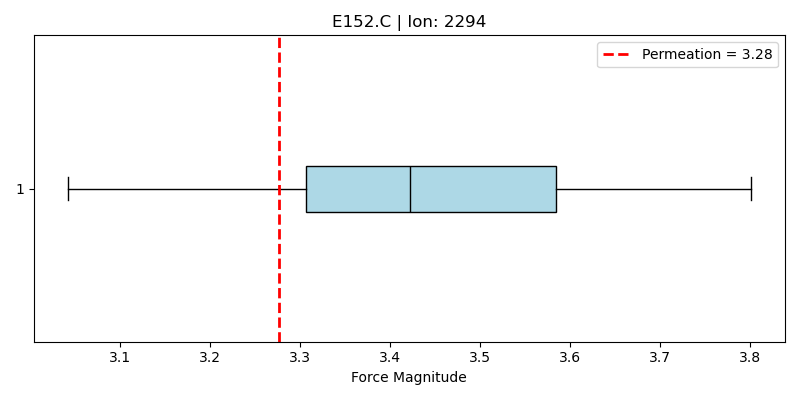 E152.C | Ion: 2294
Permeation = 3.28
1
3.1 3.2 3.3 3.4 3.5 3.6 3.7 3.8
Force Magnitude